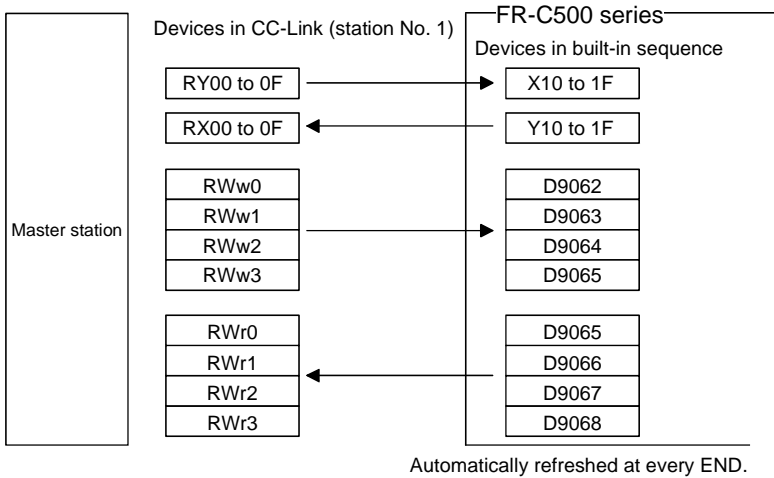 FR-C500 series
Devices in CC-Link (station No. 1)
Devices in built-in sequence
RY00 to 0F
X10 to 1F
RX00 to 0F
Y10 to 1F
Master station
RWw0
D9062
RWw1
D9063
RWw2
D9064
RWw3
D9065
RWr0
D9065
RWr1
D9066
RWr2
D9067
RWr3
D9068
Automatically refreshed at every END.